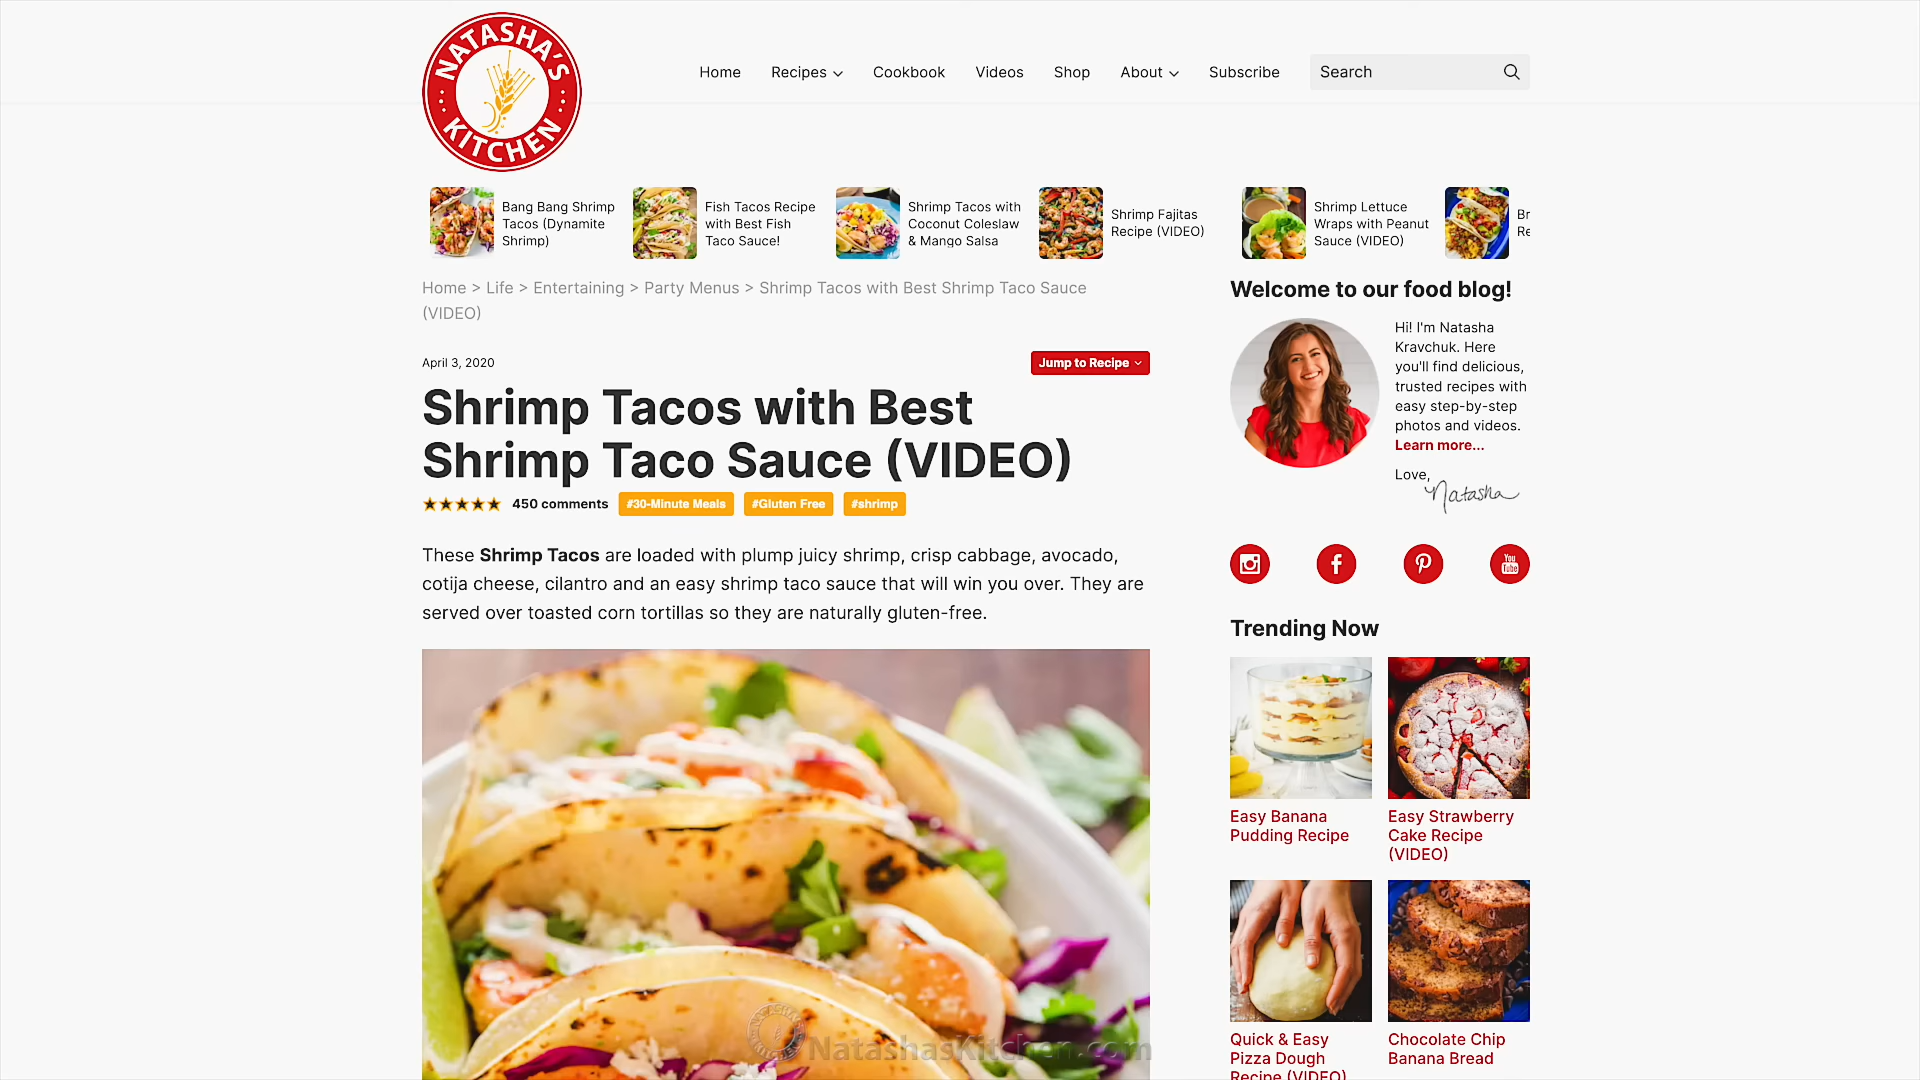 NATASHA'S
KITCHEN
Home
Recipes
Cookbook
Videos
Shop
About
Subscribe
Search
Bang Bang Shrimp
Tacos (Dynamite
Shrimp)
Fish Tacos Recipe
with Best Fish
Taco Sauce!
Shrimp Tacos with
Coconut Coleslaw
& Mango Salsa
Shrimp Fajitas
Recipe (VIDEO)
Shrimp Lettuce
Wraps with Peanut
Sauce (VIDEO)
Home > Life > Entertaining > Party Menus > Shrimp Tacos with Best Shrimp Taco Sauce
(VIDEO)
April 3, 2020
Jump to Recipe
Shrimp Tacos with Best
Shrimp Taco Sauce (VIDEO)
450 comments #30-Minute Meals #Gluten Free #shrimp
These Shrimp Tacos are loaded with plump juicy shrimp, crisp cabbage, avocado,
cotija cheese, cilantro and an easy shrimp taco sauce that will win you over. They are
served over toasted corn tortillas so they are naturally gluten-free.
NatashasKitchen.com
Welcome to our food blog!
Hi! I'm Natasha
Kravchuk. Here
you'll find delicious,
trusted recipes with
easy step-by-step
photos and videos.
Learn more...
Love,
Natasha
You
Tube
Trending Now
Easy Banana
Pudding Recipe
Easy Strawberry
Cake Recipe
(VIDEO)
Quick & Easy
Pizza Dough
Recipe (VIDEO)
Chocolate Chip
Banana Bread